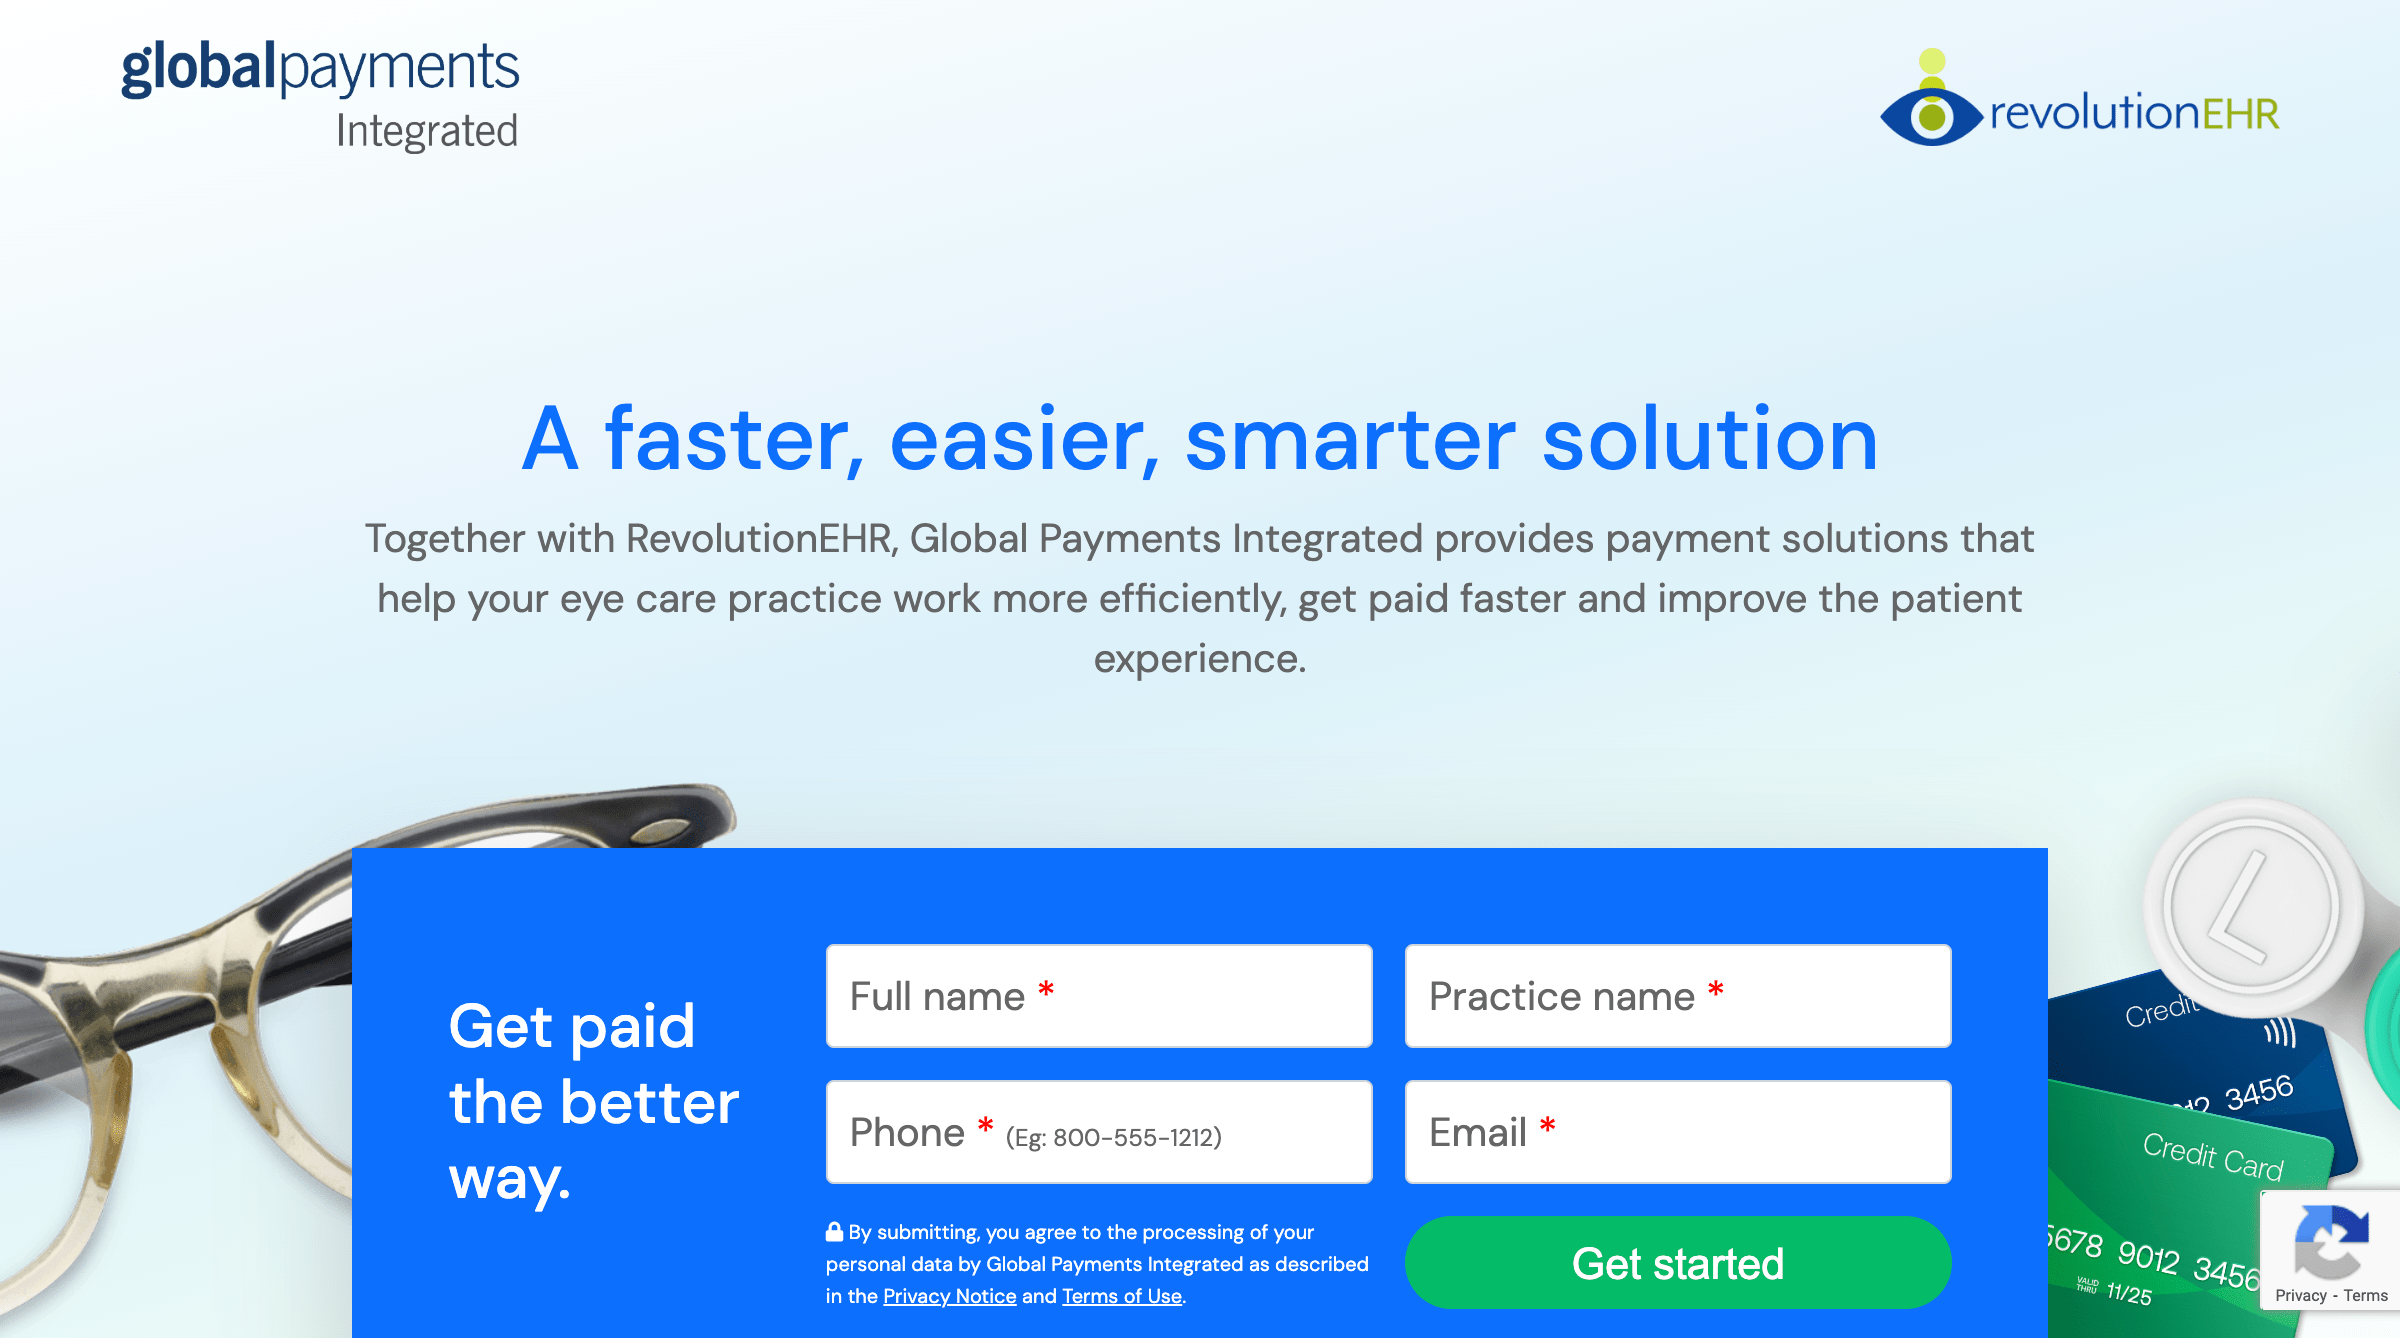 globalpayments
Integrated
revolutionEHR
A faster, easier, smarter solution
Together with RevolutionEHR, Global Payments Integrated provides payment solutions that
help your eye care practice work more efficiently, get paid faster and improve the patient
experience.
Get paid
the better
way.
Full name *
Practice name *
Phone * (Eg: 800-555-1212)
Email *
By submitting, you agree to the processing of your
personal data by Global Payments Integrated as described
in the Privacy Notice and Terms of Use.
Get started
L
Credit
12 3456
Credit Card
5678 9012 3456
VALID
THRU 11/25
Privacy - Terms